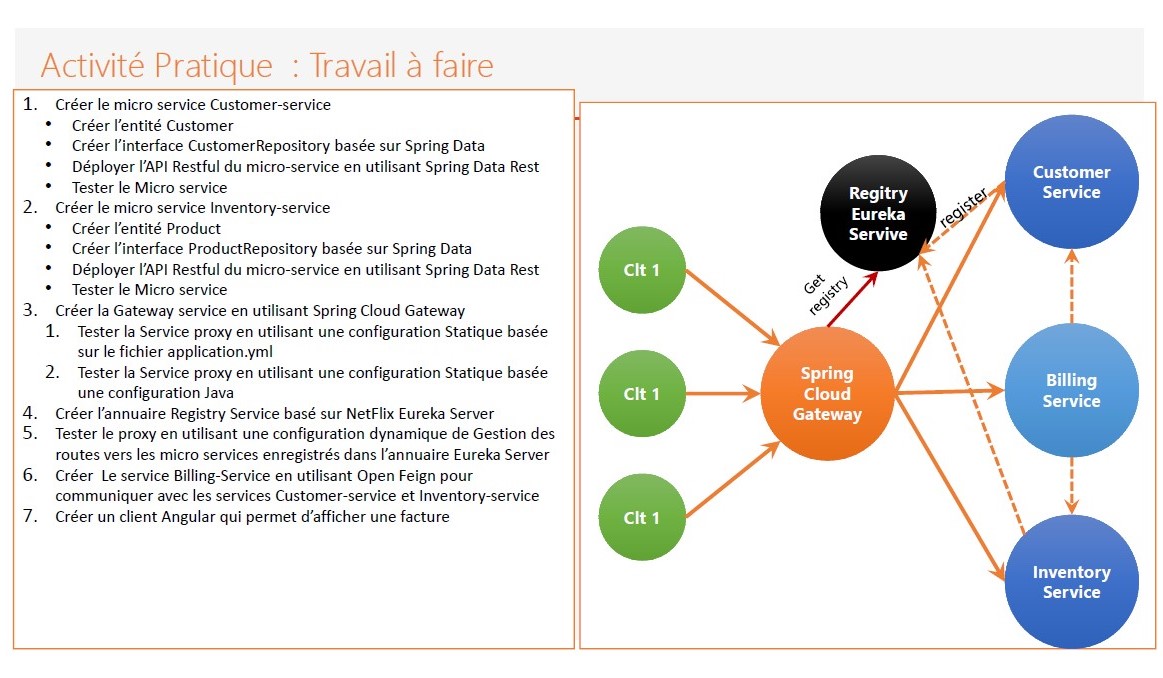 Activité Pratique : Travail à faire
1. Créer le micro service Customer-service
• Créer l’entité Customer
• Créer l’interface CustomerRepository basée sur Spring Data
• Déployer l’API Restful du micro-service en utilisant Spring Data Rest
• Tester le Micro service
2. Créer le micro service Inventory-service
• Créer l’entité Product
• Créer l’interface ProductRepository basée sur Spring Data
• Déployer l’API Restful du micro-service en utilisant Spring Data Rest
• Tester le Micro service
3. Créer la Gateway service en utilisant Spring Cloud Gateway
1. Tester la Service proxy en utilisant une configuration Statique basée
sur le fichier application.yml
2. Tester la Service proxy en utilisant une configuration Statique basée
une configuration Java
4. Créer l’annuaire Registry Service basé sur NetFlix Eureka Server
5. Tester le proxy en utilisant une configuration dynamique de Gestion des
routes vers les micro services enregistrés dans l’annuaire Eureka Server
6. Créer Le service Billing-Service en utilisant Open Feign pour
communiquer avec les services Customer-service et Inventory-service
7. Créer un client Angular qui permet d’afficher une facture
Clt 1
Clt 1
Clt 1
Spring
Cloud
Gateway
Get
registry
Regitry
Eureka
Servive
register
Customer
Service
Billing
Service
Inventory
Service